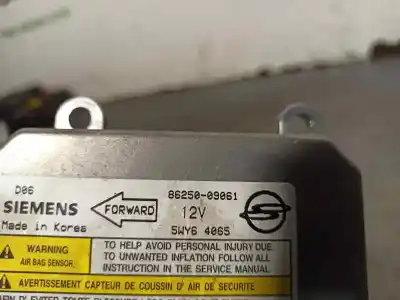 D06
86250-09061
SIEMENS
FORWARD
12V
Made in Korea
5WY6 4065
WARNING
AIR BAG SENSOR
TO HELP AVOID PERSONAL INJURY DUE
TO UNWANTED INFLATION FOLLOW ALL
INSTRUCTION IN THE SERVICE MANUAL
AVERTISSEMENT CAPTEUR DE COUSSIN D'AIR DE SECURITE